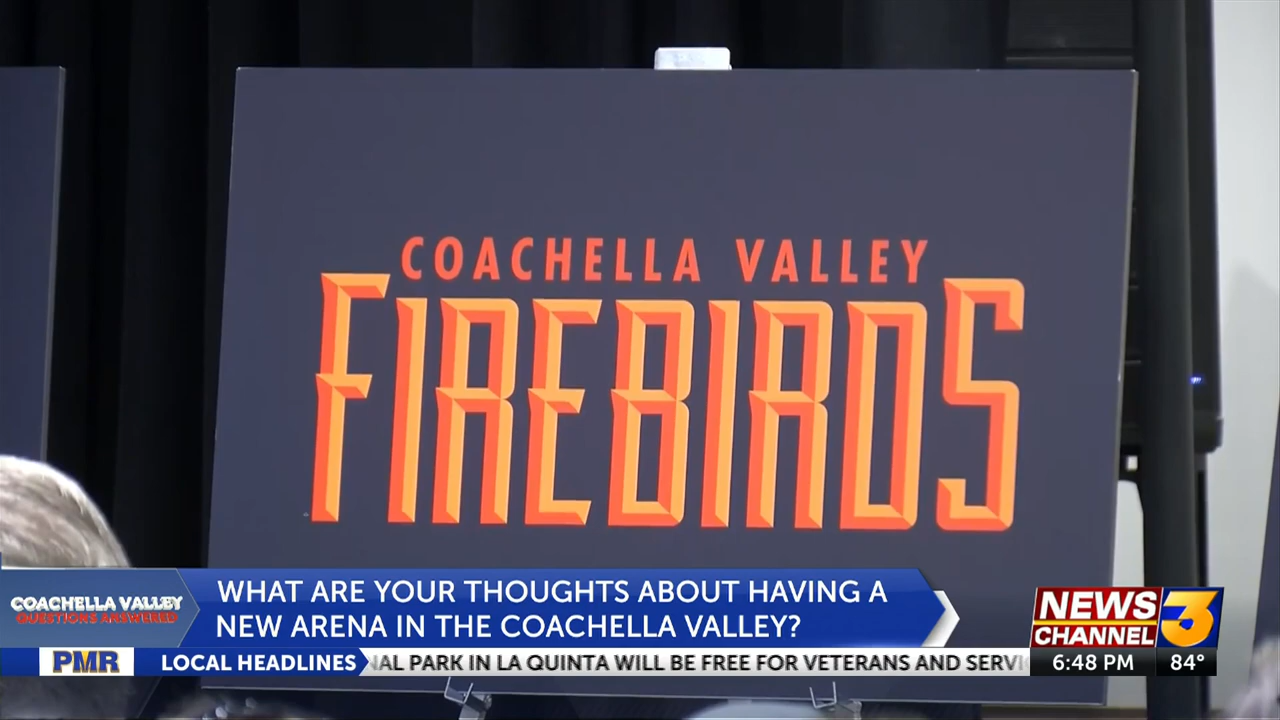 COACHELLA VALLEY
FIREBIRDS
COACHELLA VALLEY
QUESTIONS ANSWERED
WHAT ARE YOUR THOUGHTS ABOUT HAVING A
NEW ARENA IN THE COACHELLA VALLEY?
NEWS
CHANNEL 3
PMR
LOCAL HEADLINES
NAL PARK IN LA QUINTA WILL BE FREE FOR VETERANS AND SERVI
6:48 PM
84°